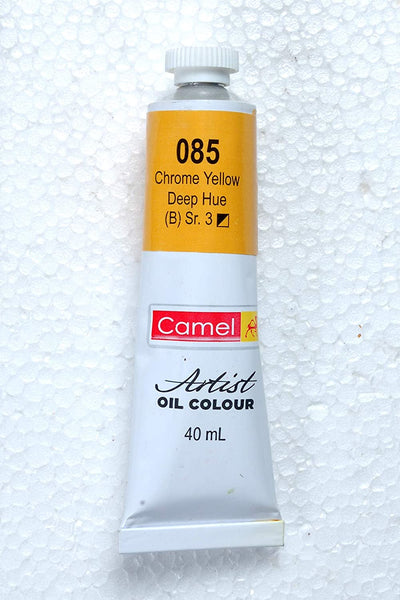 085
Chrome Yellow
Deep Hue
(B) Sr. 3
Camel
Artist
OIL COLOUR
40 mL